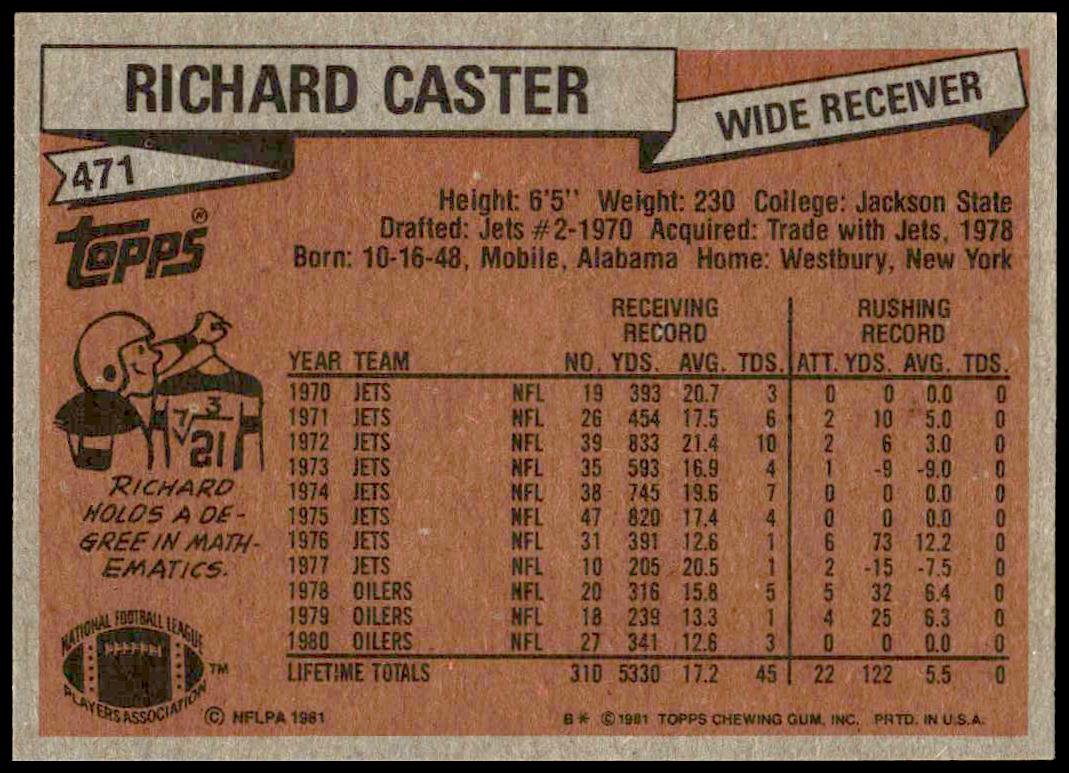 RICHARD CASTER
WIDE RECEIVER
471
TOPPS®
Height: 6'5'' Weight: 230 College: Jackson State
Drafted: Jets #2-1970 Acquired: Trade with Jets, 1978
Born: 10-16-48, Mobile, Alabama Home: Westbury, New York
7 3
21
RICHARD
HOLDS A DE-
GREE IN MATH-
EMATICS.
RECEIVING RUSHING
RECORD RECORD
YEAR TEAM NO. YDS. AVG. TDS. ATT. YDS. AVG. TDS.
1970 JETS NFL 19 393 20.7 3 0 0 0.0 0
1971 JETS NFL 26 454 17.5 6 2 10 5.0 0
1972 JETS NFL 39 833 21.4 10 2 6 3.0 0
1973 JETS NFL 35 593 16.9 4 1 -9 -9.0 0
1974 JETS NFL 38 745 19.6 7 0 0 0.0 0
1975 JETS NFL 47 820 17.4 4 0 0 0.0 0
1976 JETS NFL 31 391 12.6 1 6 73 12.2 0
1977 JETS NFL 10 205 20.5 1 2 -15 -7.5 0
1978 OILERS NFL 20 316 15.8 5 5 32 6.4 0
1979 OILERS NFL 18 239 13.3 1 4 25 6.3 0
1980 OILERS NFL 27 341 12.6 3 0 0 0.0 0
LIFETIME TOTALS 310 5330 17.2 45 22 122 5.5 0
NATIONAL FOOTBALL LEAGUE
PLAYERS ASSOCIATION ™
© NFLPA 1981
B* © 1981 TOPPS CHEWING GUM, INC. PRTD. IN U.S.A.